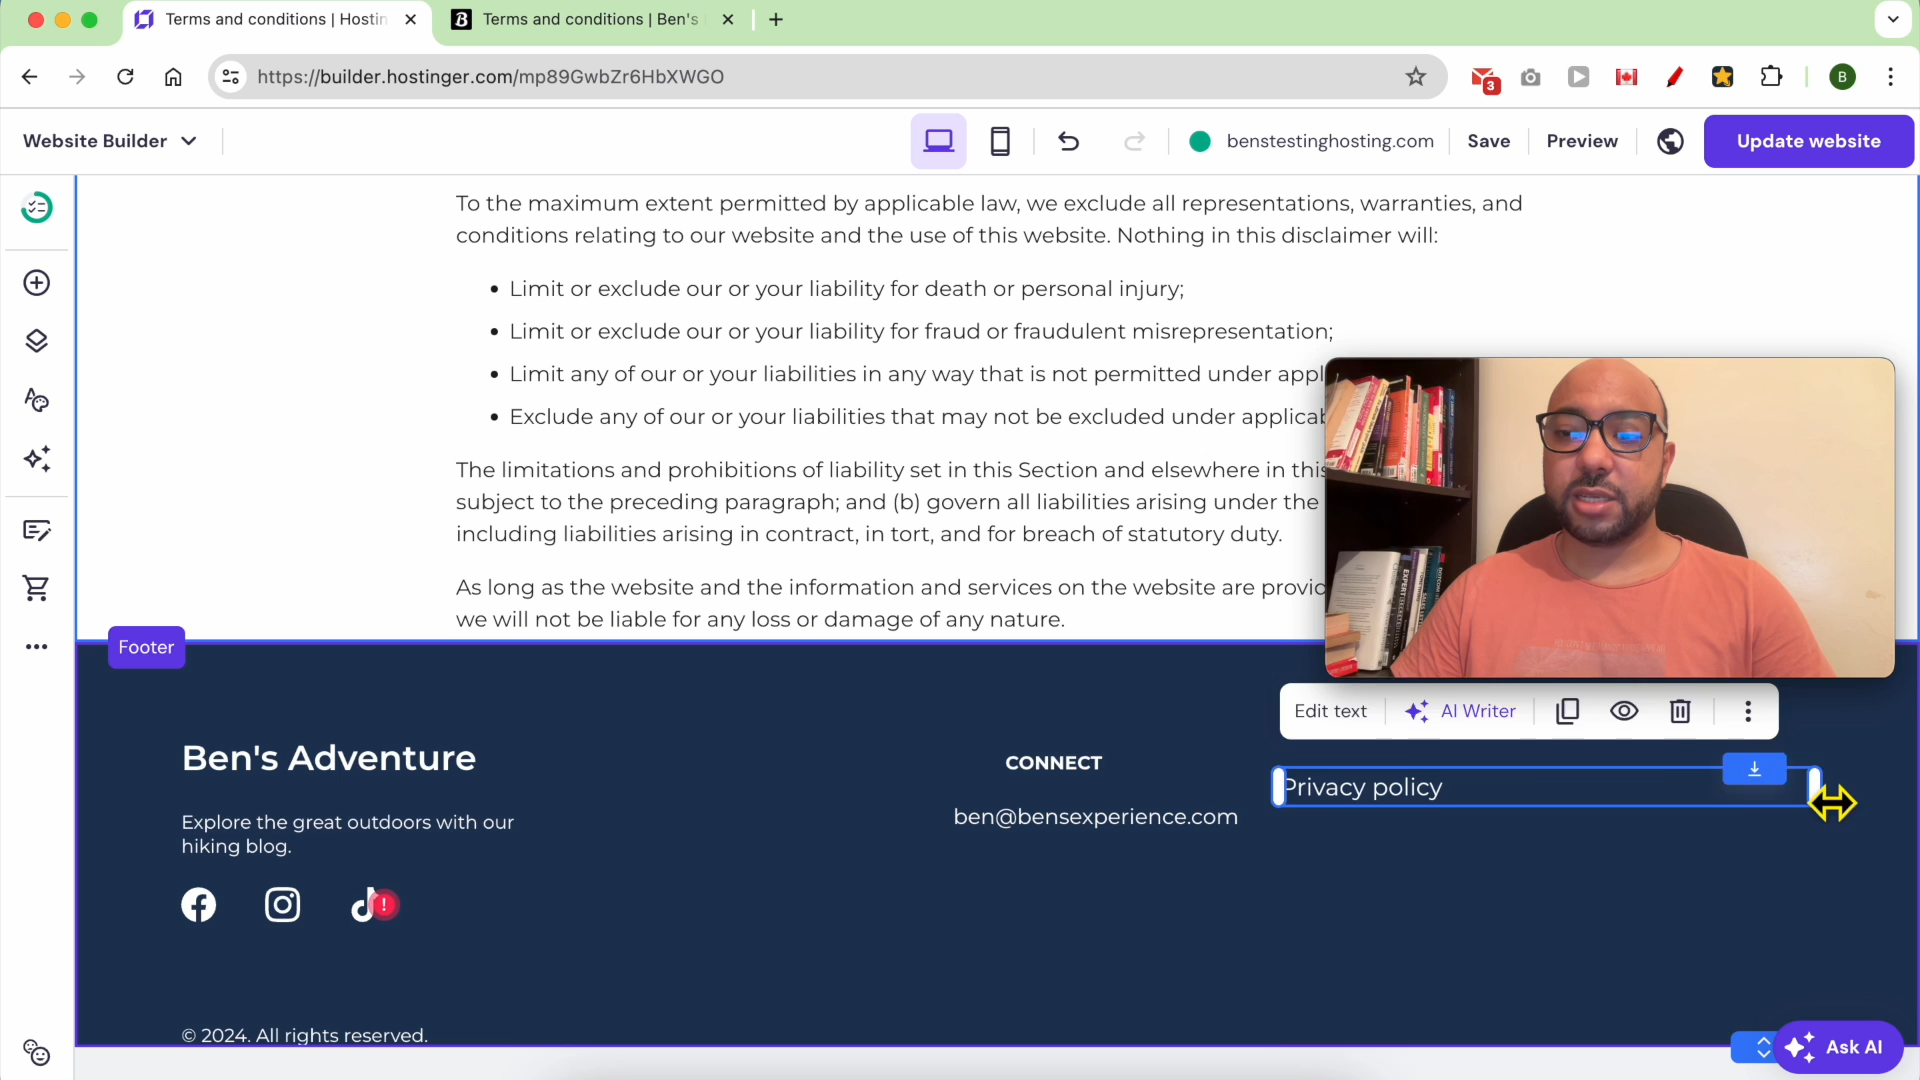 Terms and conditions | Hostin
Terms and conditions | Ben's
https://builder.hostinger.com/mp89GwbZr6HbXWGO
3
B
Website Builder
benstestinghosting.com
Save
Preview
Update website
To the maximum extent permitted by applicable law, we exclude all representations, warranties, and
conditions relating to our website and the use of this website. Nothing in this disclaimer will:
• Limit or exclude our or your liability for death or personal injury;
• Limit or exclude our or your liability for fraud or fraudulent misrepresentation;
• Limit any of our or your liabilities in any way that is not permitted under appl
• Exclude any of our or your liabilities that may not be excluded under applicab
The limitations and prohibitions of liability set in this Section and elsewhere in this
subject to the preceding paragraph; and (b) govern all liabilities arising under the
including liabilities arising in contract, in tort, and for breach of statutory duty.
As long as the website and the information and services on the website are provid
we will not be liable for any loss or damage of any nature.
Footer
Edit text
AI Writer
Ben's Adventure
CONNECT
Privacy policy
Explore the great outdoors with our
hiking blog.
ben@bensexperience.com
© 2024. All rights reserved.
Ask AI